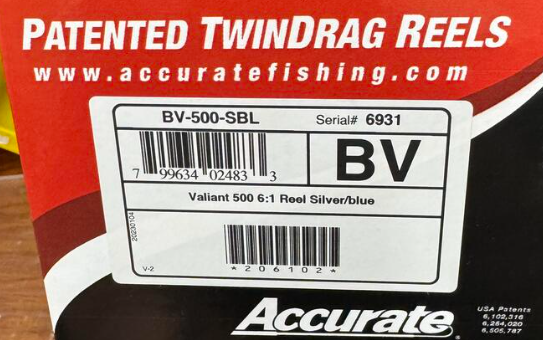 PATENTED TWINDRAG REELS
www.accuratefishing.com
BV-500-SBL
Serial# 6931
7 99634 02483 3
BV
Valiant 500 6:1 Reel Silver/blue
20230104
V-2
*206102*
Accurate
USA Patents
6,102,316
6,264,020
6,505,787